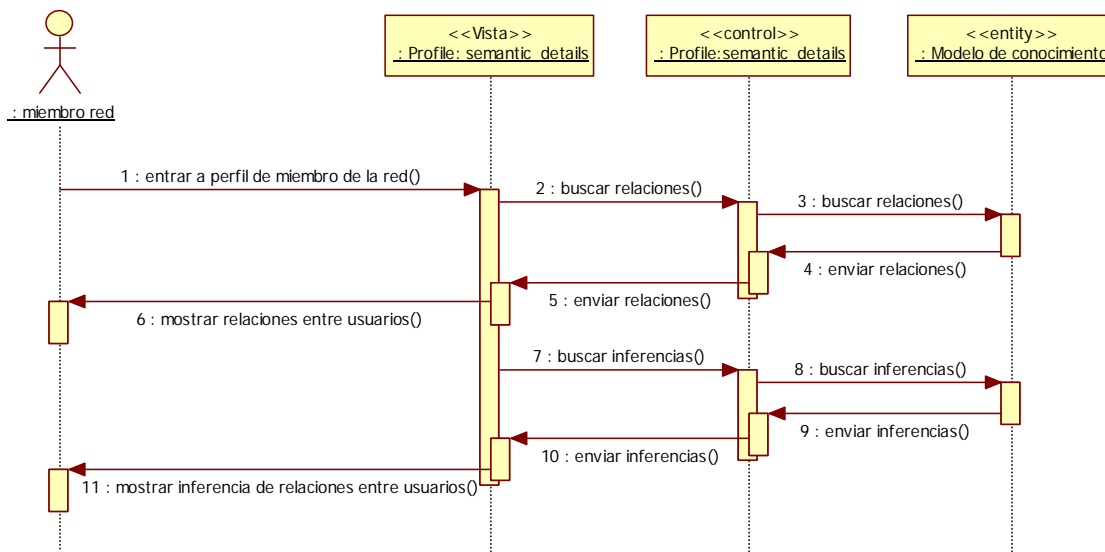 <<Vista>>
: Profile: semantic_details
<<control>>
: Profile:semantic_details
<<entity>>
: Modelo de conocimiento
: miembro red
1 : entrar a perfil de miembro de la red()
2 : buscar relaciones()
3 : buscar relaciones()
4 : enviar relaciones()
5 : enviar relaciones()
6 : mostrar relaciones entre usuarios()
7 : buscar inferencias()
8 : buscar inferencias()
9 : enviar inferencias()
10 : enviar inferencias()
11 : mostrar inferencia de relaciones entre usuarios()